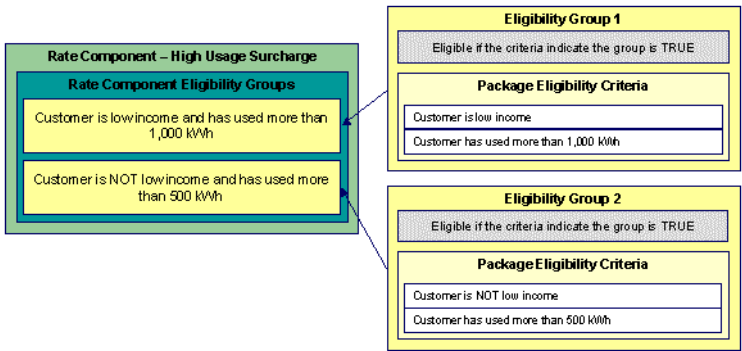 Rate Component – High Usage Surcharge
Rate Component Eligibility Groups
Customer is low income and has used more than
1,000 kWh
Customer is NOT low income and has used more
than 500 kWh
Eligibility Group 1
Eligible if the criteria indicate the group is TRUE
Package Eligibility Criteria
Customer is low income
Customer has used more than 1,000 kWh
Eligibility Group 2
Eligible if the criteria indicate the group is TRUE
Package Eligibility Criteria
Customer is NOT low income
Customer has used more than 500 kWh